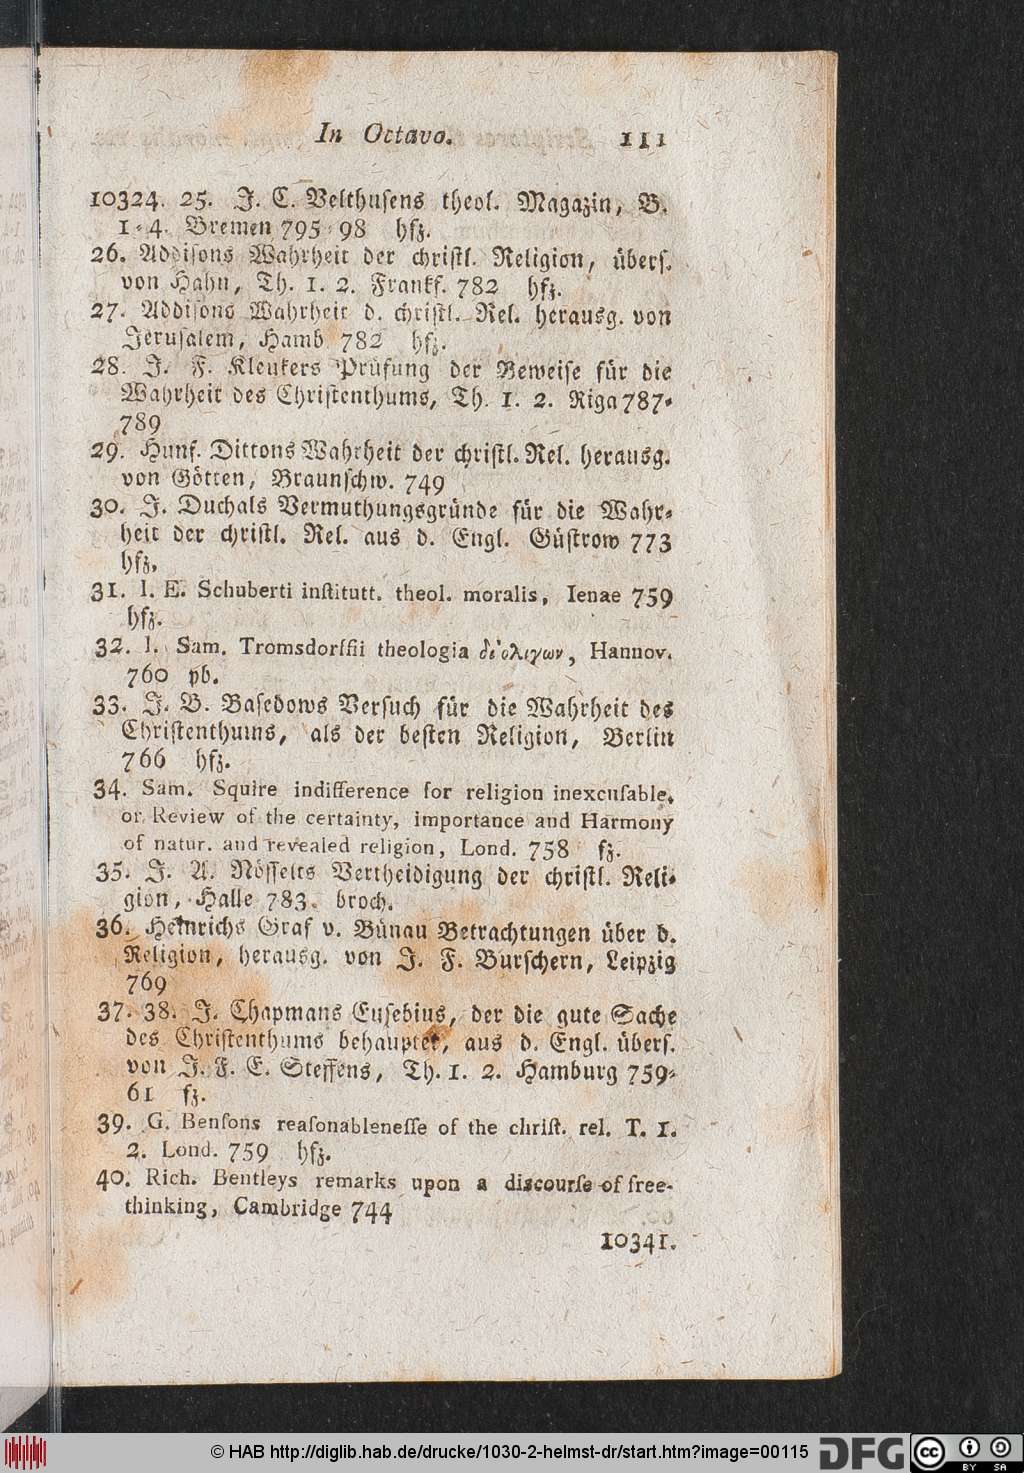 In Octavo. 111
10324. 25. J. C. Velthusens theol. Magazin, B.
1-4. Bremen 795-98 hfz.
26. Addisons Wahrheit der christl. Religion, übers.
von Hahn, Th. 1. 2. Frankf. 782 hfz.
27. Addisons Wahrheit d. christl. Rel. herausg. von
Jerusalem, Hamb 782 hfz.
28. J. F. Kleukers Prüfung der Beweise für die
Wahrheit des Christenthums, Th. 1. 2. Riga 787-
789
29. Hunf. Dittons Wahrheit der christl. Rel. herausg.
von Götten, Braunschw. 749
30. J. Duchals Vermuthungsgründe für die Wahr-
heit der christl. Rel. aus d. Engl. Güstrow 773
hfz.
31. I. E. Schuberti institutt. theol. moralis, Ienae 759
hfz.
32. I. Sam. Tromsdorffii theologia δι᾽ολιγων, Hannov.
760 pb.
33. J. B. Basedows Versuch für die Wahrheit des
Christenthums, als der besten Religion, Berlin
766 hfz.
34. Sam. Squire indifference for religion inexcuſable,
or Review of the certainty, importance and Harmony
of natur. and revealed religion, Lond. 758 fz.
35. J. A. Nösselts Vertheidigung der christl. Reli-
gion, Halle 783. broch.
36. Heinrichs Graf v. Bünau Betrachtungen über d.
Religion, herausg. von J. F. Burschern, Leipzig
769
37. 38. J. Chapmans Eusebius, der die gute Sache
des Christenthums behauptet, aus d. Engl. übers.
von J. F. E. Steffens, Th. 1. 2. Hamburg 759-
61 fz.
39. G. Benſons reaſonableneſſe of the chriſt. rel. T. 1.
2. Lond. 759 hfz.
40. Rich. Bentleys remarks upon a discourſe of free-
thinking, Cambridge 744
10341.
© HAB http://diglib.hab.de/drucke/1030-2-helmst-dr/start.htm?image=00115 DFG cc BY SA